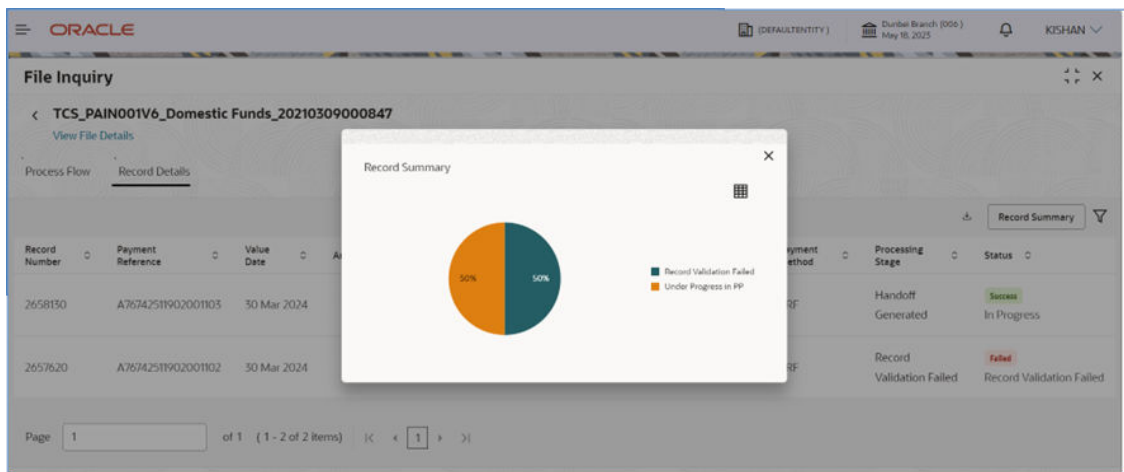 ORACLE
(DEFAULTENTITY)
Dunbei Branch (006)
May 18, 2023
KISHAN
File Inquiry
TCS_PAIN001V6_Domestic Funds_20210309000847
View File Details
Process Flow
Record Details
Record Summary
50%
50%
Record Validation Failed
Under Progress in PP
Record Summary
Record Number
Payment Reference
Value Date
Processing Stage
Status
2658130
A76742511902001103
30 Mar 2024
Handoff
Generated
Success
In Progress
2657620
A76742511902001102
30 Mar 2024
Record
Validation Failed
Failed
Record Validation Failed
Page 1 of 1 (1 - 2 of 2 items) 1